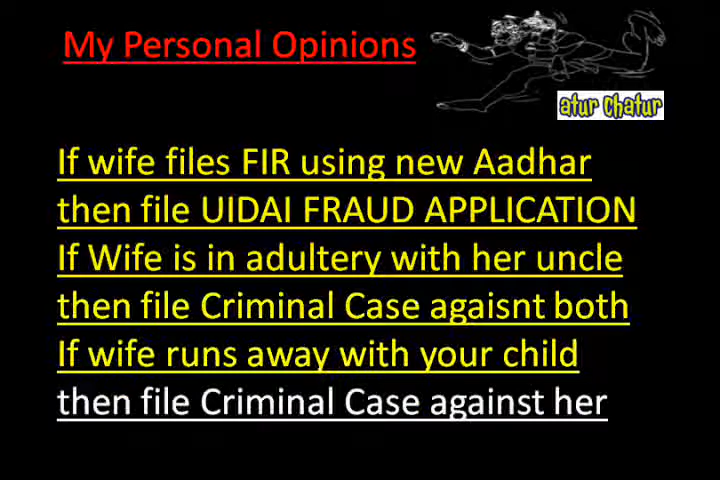 My Personal Opinions
atur chatur
If wife files FIR using new Aadhar
then file UIDAI FRAUD APPLICATION
If Wife is in adultery with her uncle
then file Criminal Case agaisnt both
If wife runs away with your child
then file Criminal Case against her